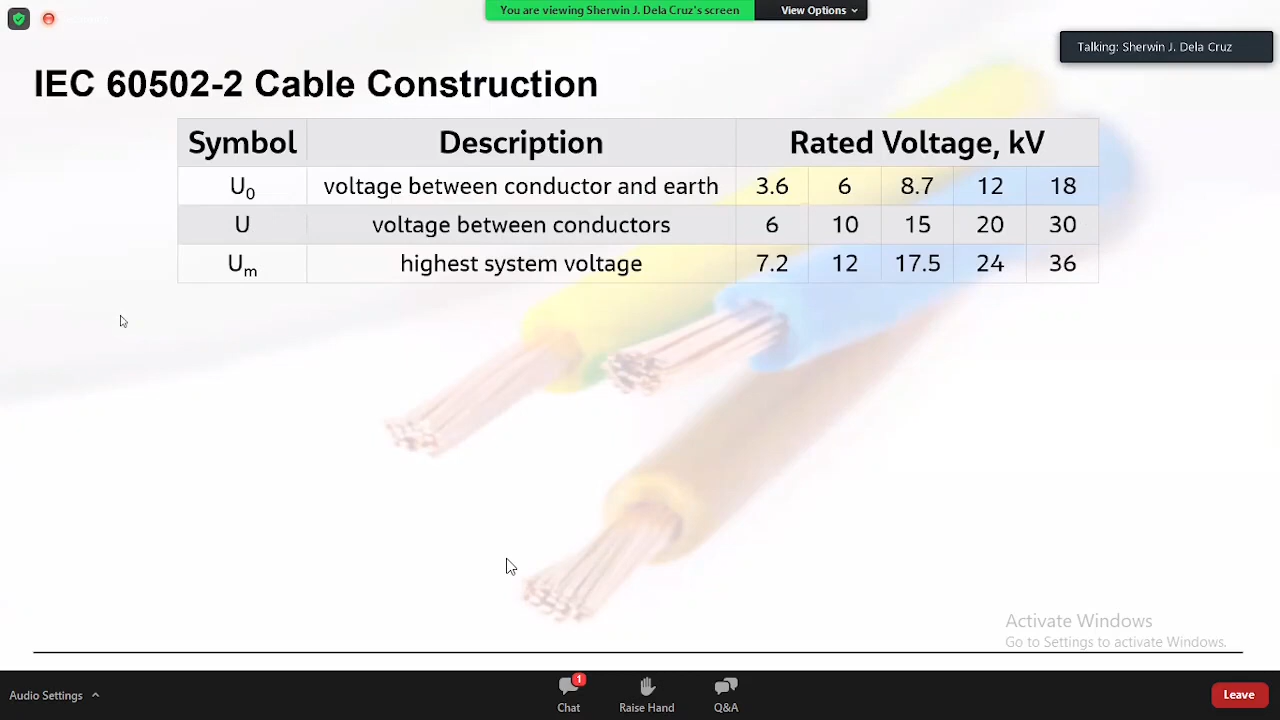 You are viewing Sherwin J. Dela Cruz's screen View Options
Talking: Sherwin J. Dela Cruz
IEC 60502-2 Cable Construction
Symbol Description Rated Voltage, kV
U0 voltage between conductor and earth 3.6 6 8.7 12 18
U voltage between conductors 6 10 15 20 30
Um highest system voltage 7.2 12 17.5 24 36
Activate Windows
Go to Settings to activate Windows.
Audio Settings
1
Chat Raise Hand Q&A Leave